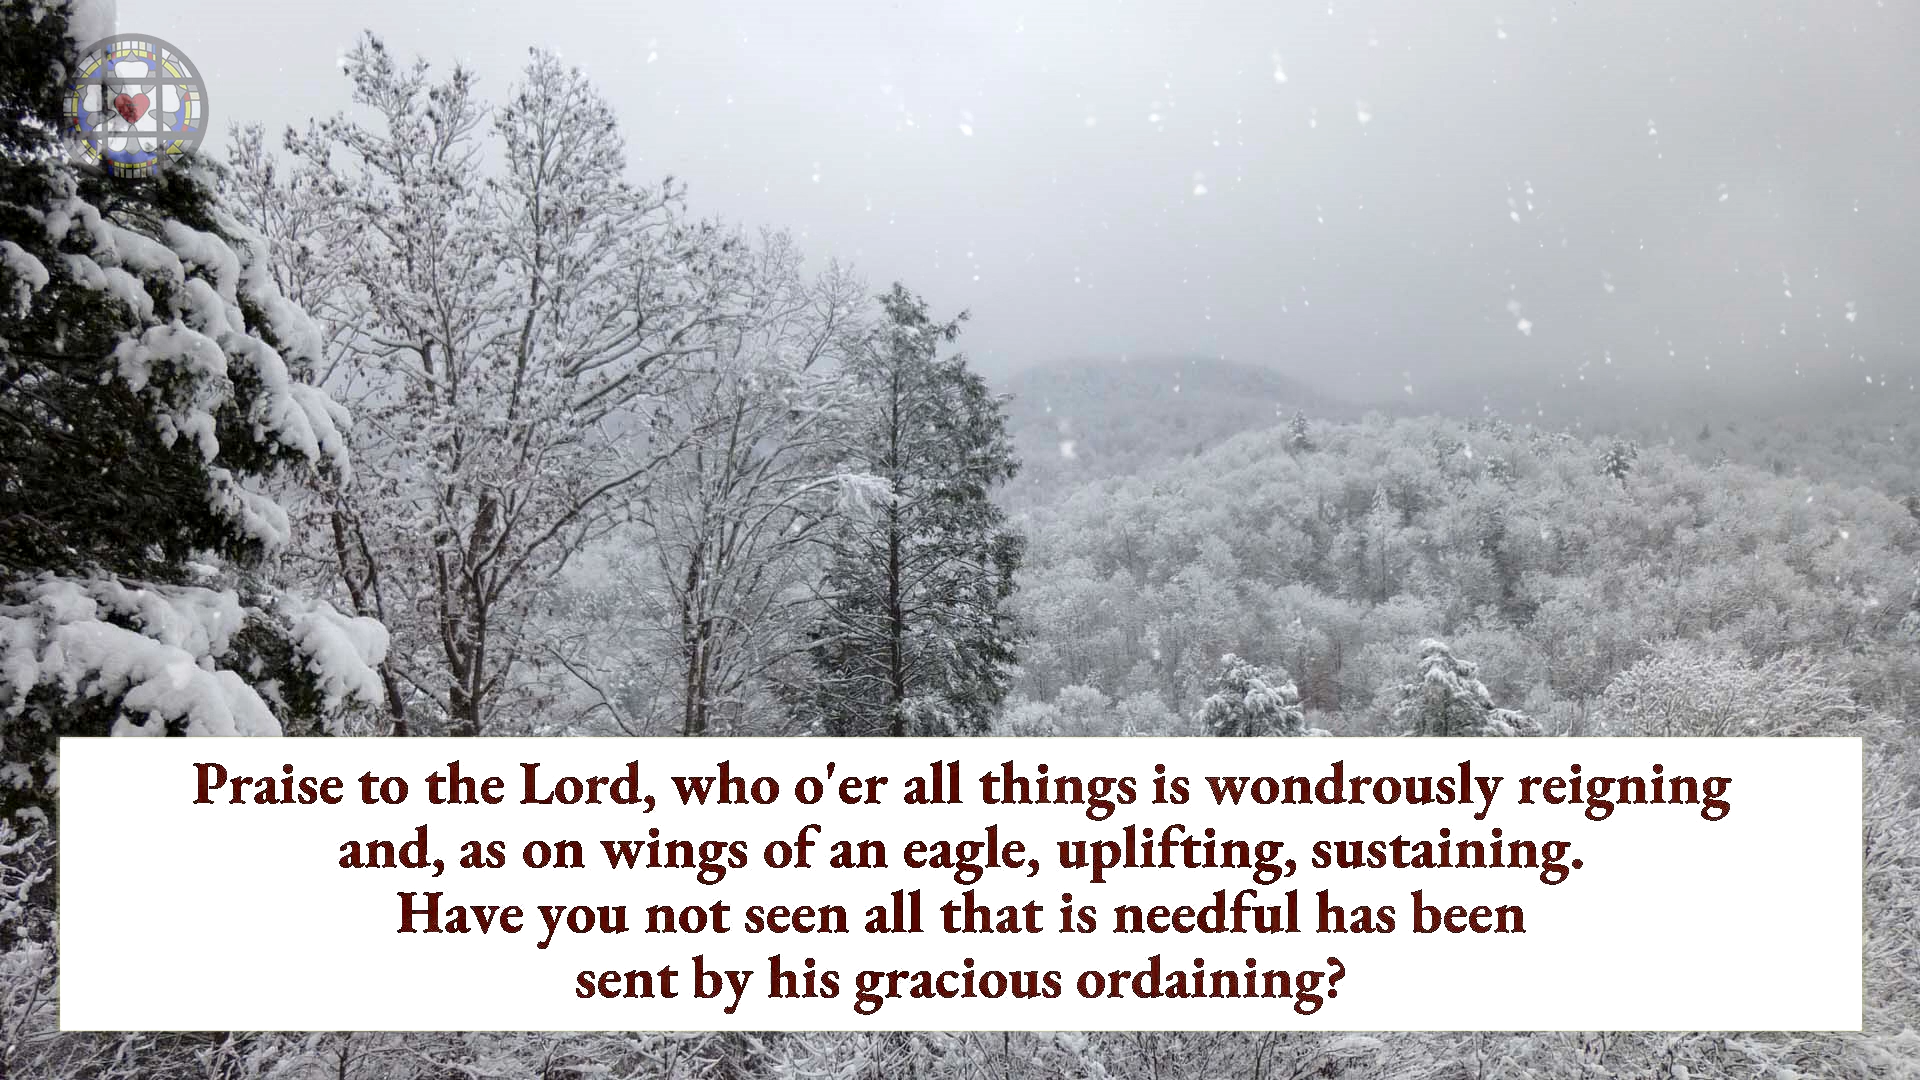 Praise to the Lord, who o'er all things is wondrously reigning
and, as on wings of an eagle, uplifting, sustaining.
Have you not seen all that is needful has been
sent by his gracious ordaining?